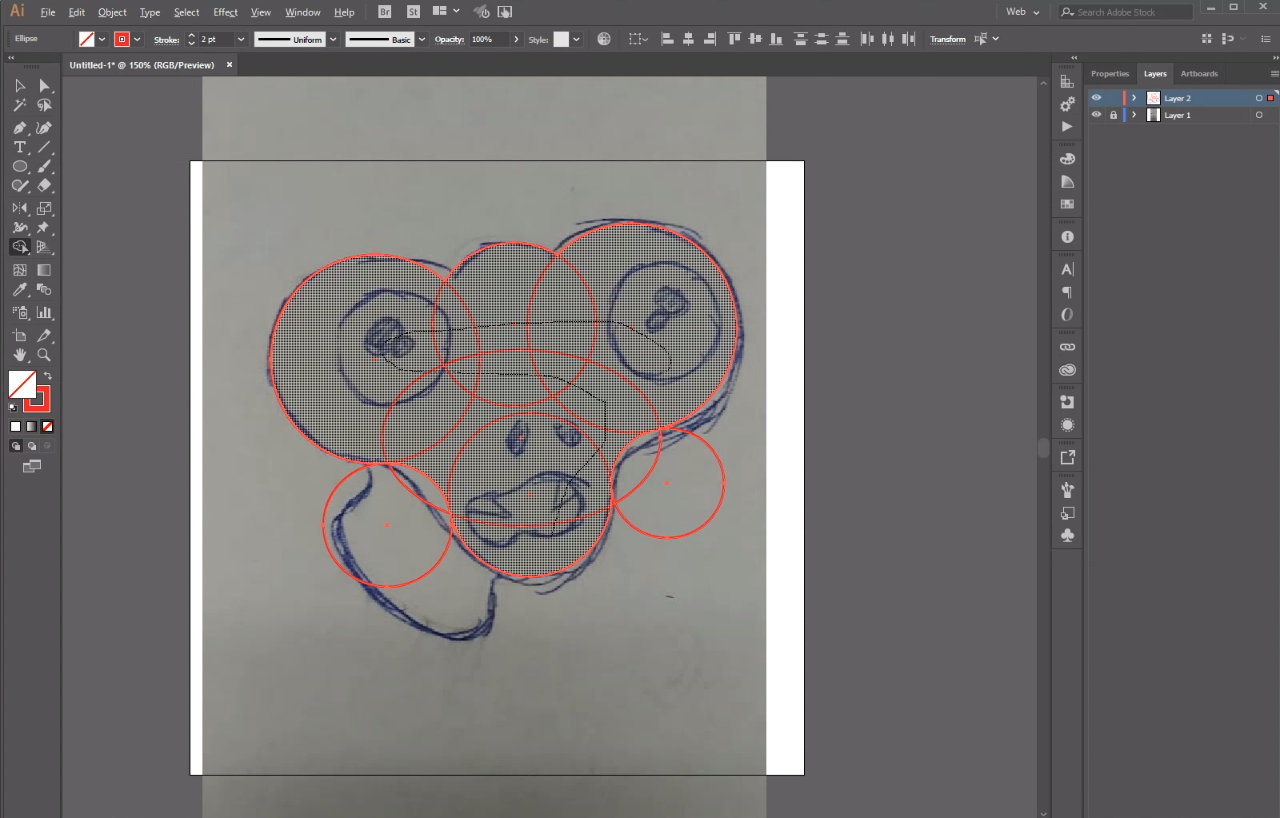 Ai File Edit Object Type Select Effect View Window Help Br St Web Search Adobe Stock
Ellipse Stroke: 2 pt Uniform Basic Opacity: 100% Style: Transform
Untitled-1* @ 150% (RGB/Preview) ×
Properties Layers Artboards
Layer 2
Layer 1